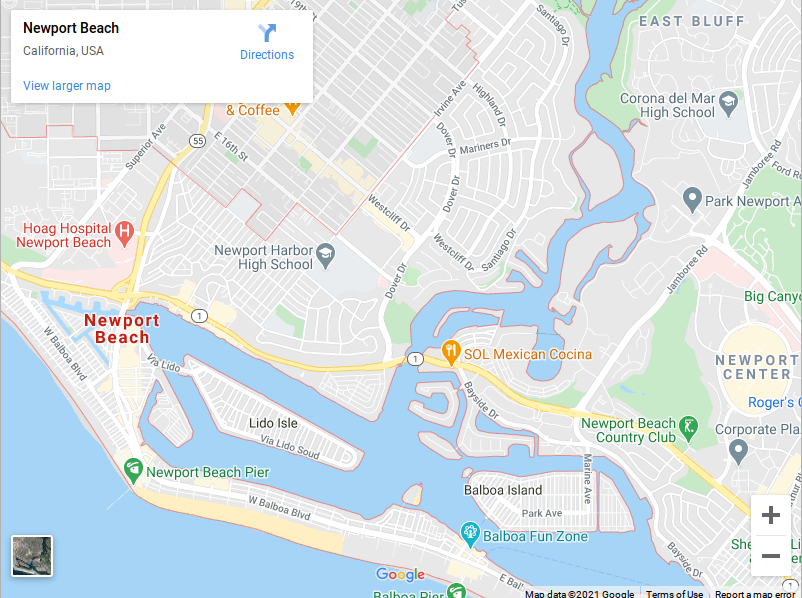 Newport Beach
California, USA
Directions
View larger map
19th St
Tus
Santiago Dr
EAST BLUFF
& Coffee
Irvine Ave
Highland Dr
Corona del Mar
High School
Superior Ave
55
E 16th St
Dover Dr
Mariners Dr
Jamboree Rd
Ford R
Dover Dr
Westcliff Dr
Park Newport A
Hoag Hospital
Newport Beach
Newport Harbor
High School
Westcliff Dr
Santiago Dr
Dover Dr
Jamboree Rd
Big Canyo
1
Newport
Beach
W Balboa Blvd
Via Lido
1
SOL Mexican Cocina
NEWPORT
CENTER
Bayside Dr
Roger's
Lido Isle
Via Lido Soud
Newport Beach
Country Club
Corporate Pla
Newport Beach Pier
Marine Ave
Balboa Island
Park Ave
W Balboa Blvd
Balboa Fun Zone
Bayside Dr
She
Google
E Bal
1
Balboa Pier
Map data ©2021 Google
Terms of Use
Report a map error